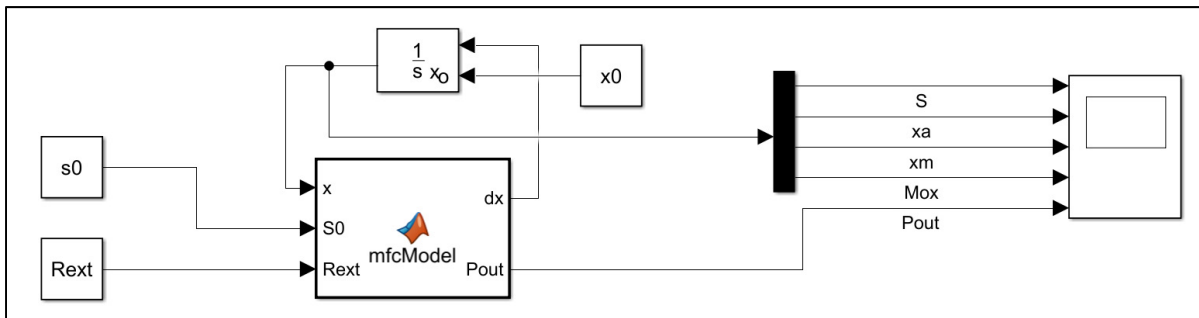 1
s xo
x0
S
xa
xm
Mox
Pout
s0
Rext
x
S0
Rext
mfcModel
dx
Pout